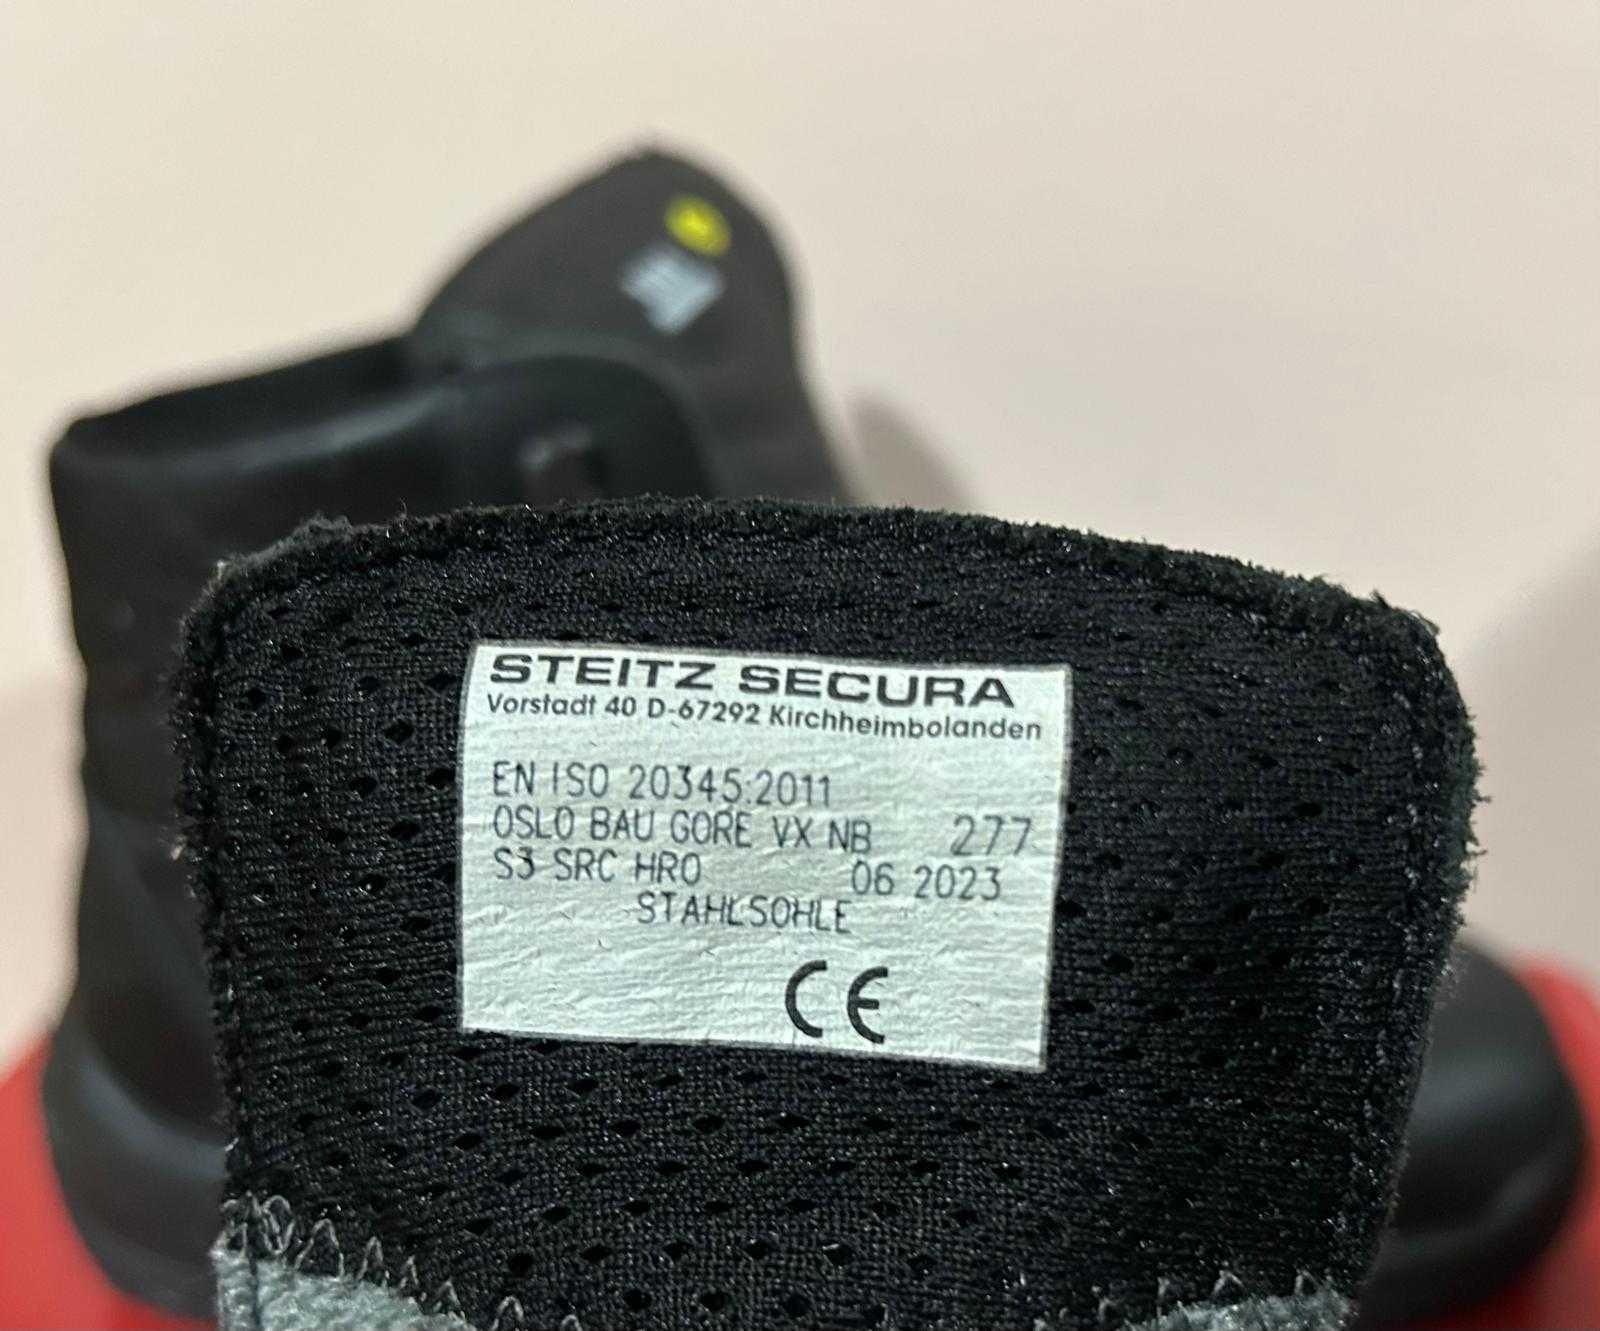 STEITZ SECURA
Vorstadt 40 D-67292 Kirchheimbolanden
EN ISO 20345:2011
OSLO BAU GORE VX NB 277
S3 SRC HRO 06 2023
STAHLSOHLE
CE